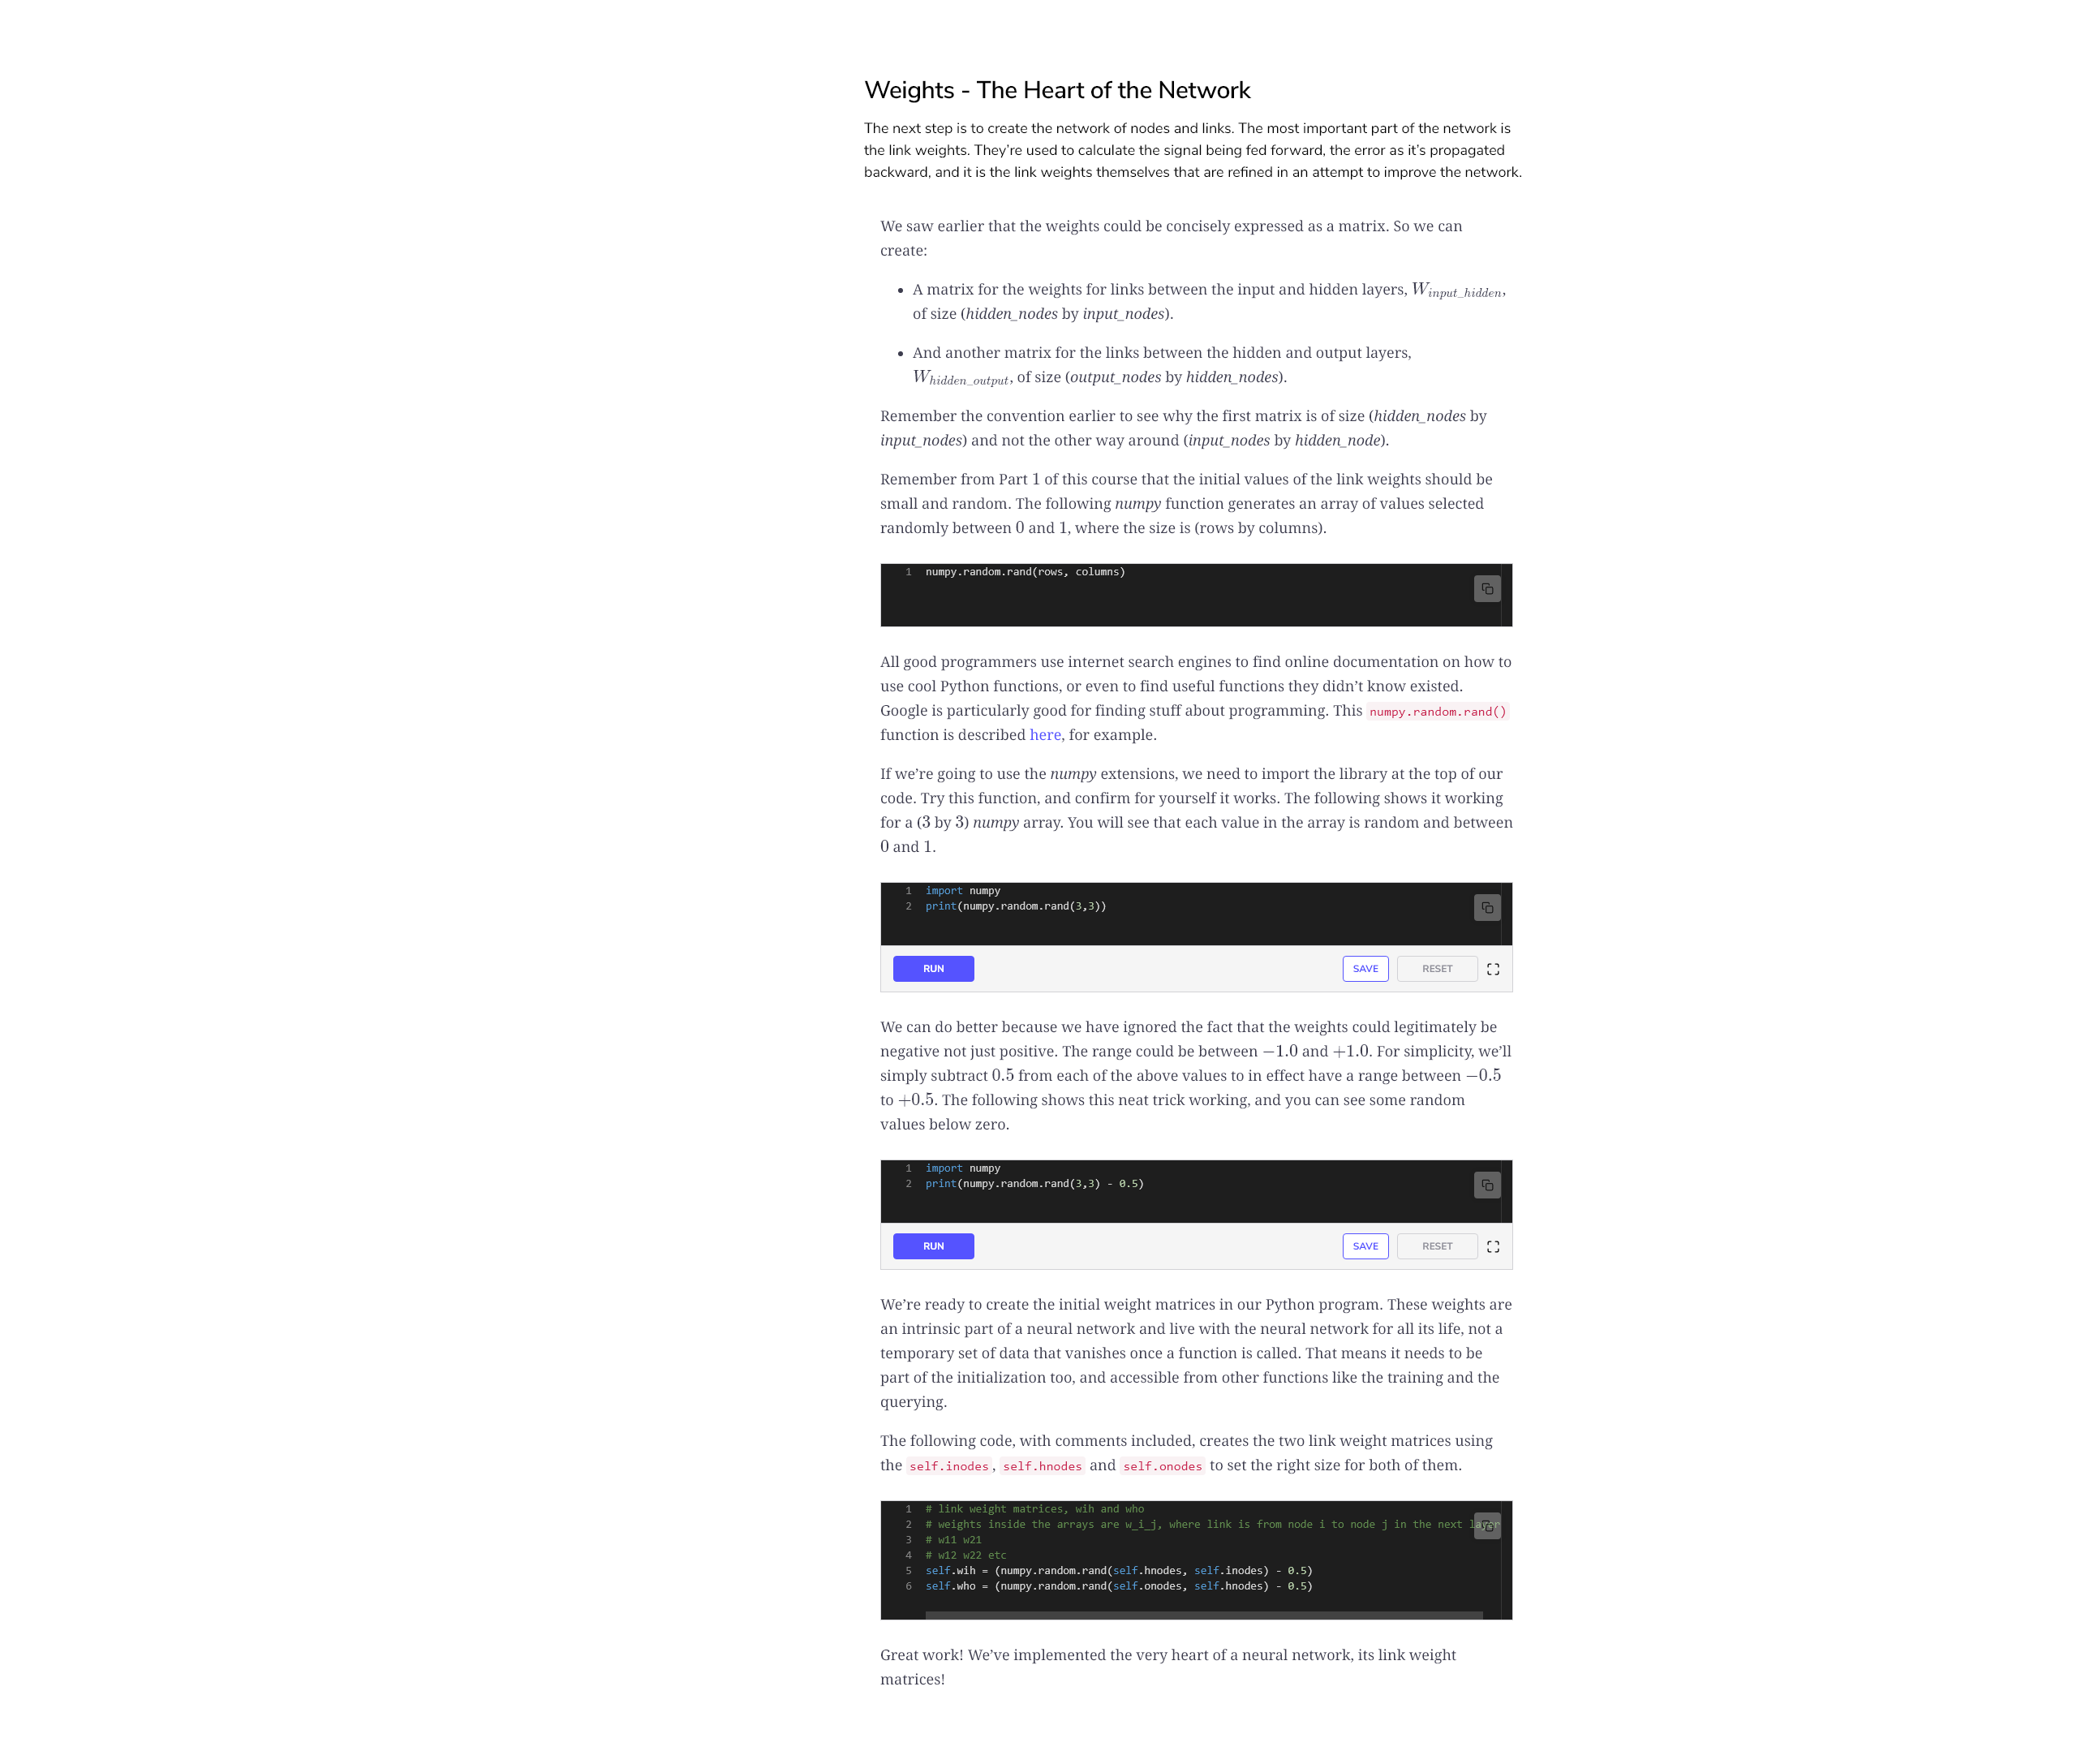 Weights - The Heart of the Network
The next step is to create the network of nodes and links. The most important part of the network is
the link weights. They’re used to calculate the signal being fed forward, the error as it’s propagated
backward, and it is the link weights themselves that are refined in an attempt to improve the network.
We saw earlier that the weights could be concisely expressed as a matrix. So we can
create:
• A matrix for the weights for links between the input and hidden layers, W_input_hidden,
of size (hidden_nodes by input_nodes).
• And another matrix for the links between the hidden and output layers,
W_hidden_output, of size (output_nodes by hidden_nodes).
Remember the convention earlier to see why the first matrix is of size (hidden_nodes by
input_nodes) and not the other way around (input_nodes by hidden_node).
Remember from Part 1 of this course that the initial values of the link weights should be
small and random. The following numpy function generates an array of values selected
randomly between 0 and 1, where the size is (rows by columns).
1 numpy.random.rand(rows, columns)
All good programmers use internet search engines to find online documentation on how to
use cool Python functions, or even to find useful functions they didn’t know existed.
Google is particularly good for finding stuff about programming. This numpy.random.rand()
function is described here, for example.
If we’re going to use the numpy extensions, we need to import the library at the top of our
code. Try this function, and confirm for yourself it works. The following shows it working
for a (3 by 3) numpy array. You will see that each value in the array is random and between
0 and 1.
1 import numpy
2 print(numpy.random.rand(3,3))
RUN SAVE RESET
We can do better because we have ignored the fact that the weights could legitimately be
negative not just positive. The range could be between −1.0 and +1.0. For simplicity, we’ll
simply subtract 0.5 from each of the above values to in effect have a range between −0.5
to +0.5. The following shows this neat trick working, and you can see some random
values below zero.
1 import numpy
2 print(numpy.random.rand(3,3) - 0.5)
RUN SAVE RESET
We’re ready to create the initial weight matrices in our Python program. These weights are
an intrinsic part of a neural network and live with the neural network for all its life, not a
temporary set of data that vanishes once a function is called. That means it needs to be
part of the initialization too, and accessible from other functions like the training and the
querying.
The following code, with comments included, creates the two link weight matrices using
the self.inodes, self.hnodes and self.onodes to set the right size for both of them.
1 # link weight matrices, wih and who
2 # weights inside the arrays are w_i_j, where link is from node i to node j in the next layer
3 # w11 w21
4 # w12 w22 etc
5 self.wih = (numpy.random.rand(self.hnodes, self.inodes) - 0.5)
6 self.who = (numpy.random.rand(self.onodes, self.hnodes) - 0.5)
Great work! We’ve implemented the very heart of a neural network, its link weight
matrices!